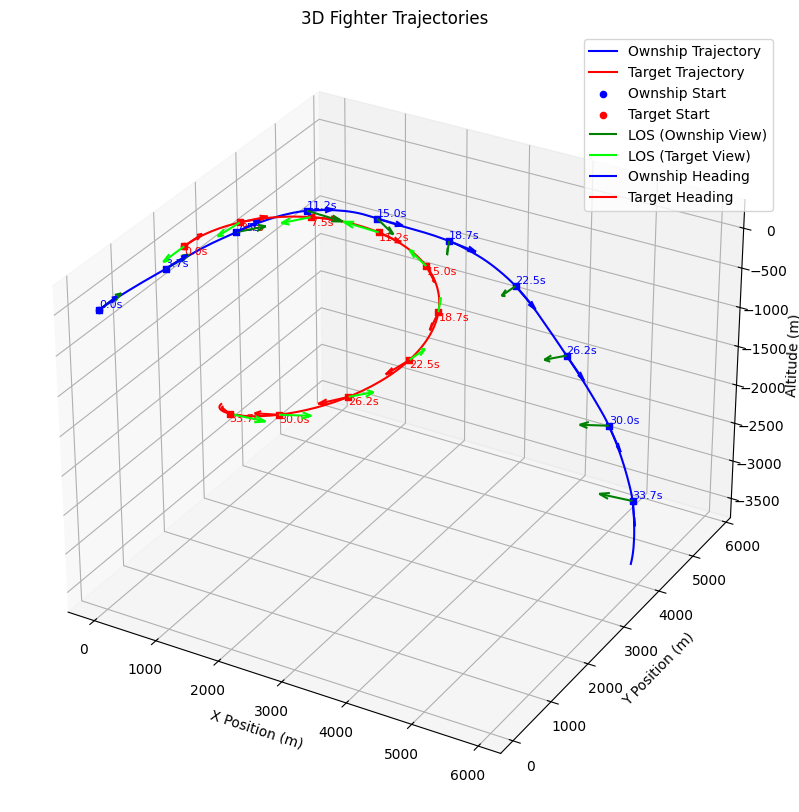 3D Fighter Trajectories
Ownship Trajectory
Target Trajectory
Ownship Start
Target Start
LOS (Ownship View)
LOS (Target View)
Ownship Heading
Target Heading
0.0s
3.7s
11.2s
15.0s
18.7s
22.5s
26.2s
30.0s
33.7s
0.0s
7.5s
11.2s
15.0s
18.7s
22.5s
26.2s
30.0s
0
−500
−1000
−1500
−2000
−2500
−3000
−3500
Altitude (m)
0
1000
2000
3000
4000
5000
6000
X Position (m)
0
1000
2000
3000
4000
5000
6000
Y Position (m)